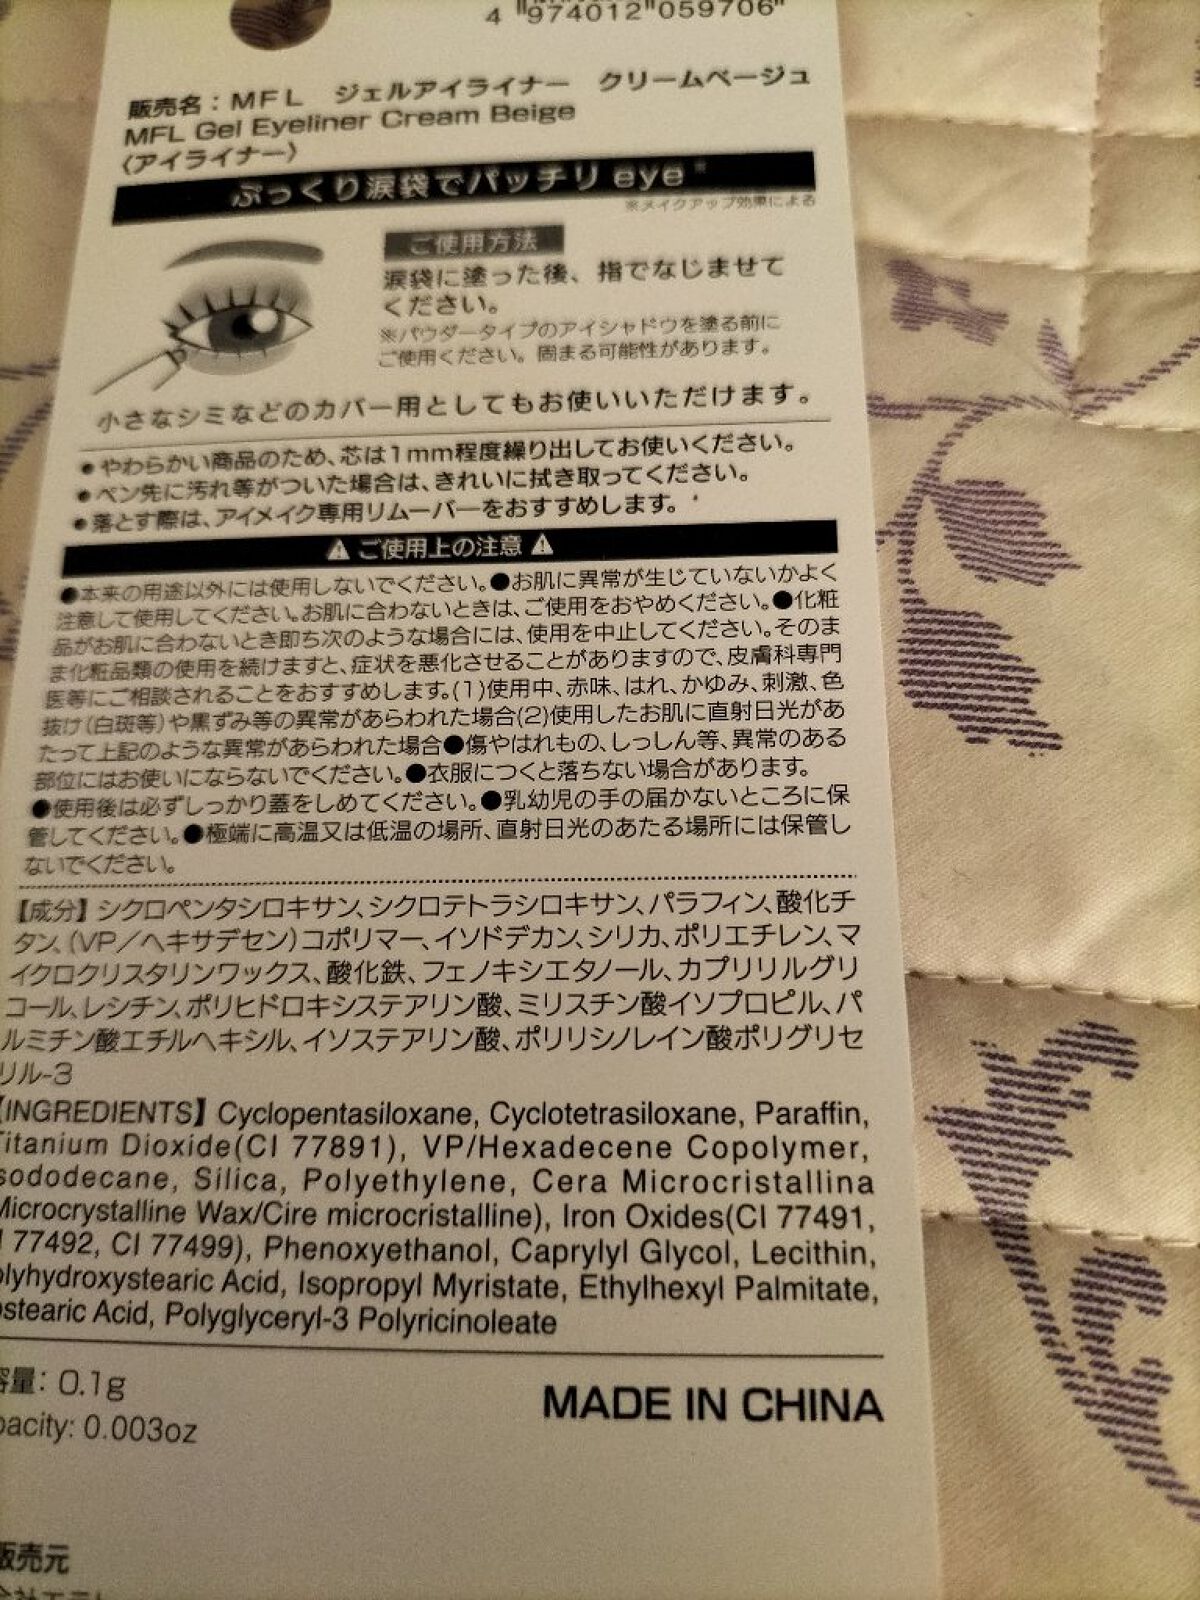 4 974012 059706
販売名：MFL ジェルアイライナー クリームベージュ
MFL Gel Eyeliner Cream Beige
〈アイライナー〉
ぷっくり涙袋でパッチリeye※
※メイクアップ効果による
ご使用方法
涙袋に塗った後、指でなじませて
ください。
※パウダータイプのアイシャドウを塗る前に
ご使用ください。固まる可能性があります。
小さなシミなどのカバー用としてもお使いいただけます。
●やわらかい商品のため、芯は1mm程度繰り出してお使いください。
●ペン先に汚れ等がついた場合は、きれいに拭き取ってください。
●落とす際は、アイメイク専用リムーバーをおすすめします。
⚠ご使用上の注意⚠
●本来の用途以外には使用しないでください。●お肌に異常が生じていないかよく
注意して使用してください。お肌に合わないときは、ご使用をおやめください。●化粧
品がお肌に合わないとき即ち次のような場合には、使用を中止してください。そのまま
ま化粧品類の使用を続けますと、症状を悪化させることがありますので、皮膚科専門
医等にご相談されることをおすすめします。(1)使用中、赤味、はれ、かゆみ、刺激、色
抜け(白斑等)や黒ずみ等の異常があらわれた場合(2)使用したお肌に直射日光があ
たって上記のような異常があらわれた場合●傷やはれもの、しっしん等、異常のある
部位にはお使いにならないでください。●衣服につくと落ちない場合があります。
●使用後は必ずしっかり蓋をしめてください。●乳幼児の手の届かないところに保
管してください。●極端に高温又は低温の場所、直射日光のあたる場所には保管し
ないでください。
【成分】シクロペンタシロキサン、シクロテトラシロキサン、パラフィン、酸化チ
タン、(VP／ヘキサデセン)コポリマー、イソドデカン、シリカ、ポリエチレン、マ
イクロクリスタリンワックス、酸化鉄、フェノキシエタノール、カプリリルグリ
コール、レシチン、ポリヒドロキシステアリン酸、ミリスチン酸イソプロピル、パ
ルミチン酸エチルヘキシル、イソステアリン酸、ポリリシノレイン酸ポリグリセ
リル-3
【INGREDIENTS】Cyclopentasiloxane, Cyclotetrasiloxane, Paraffin,
Titanium Dioxide(CI 77891), VP/Hexadecene Copolymer,
sododecane, Silica, Polyethylene, Cera Microcristallina
Microcrystalline Wax/Cire microcristalline), Iron Oxides(CI 77491,
I 77492, CI 77499), Phenoxyethanol, Caprylyl Glycol, Lecithin,
olyhydroxystearic Acid, Isopropyl Myristate, Ethylhexyl Palmitate,
ostearic Acid, Polyglyceryl-3 Polyricinoleate
容量: 0.1g
pacity: 0.003oz
MADE IN CHINA
販売元